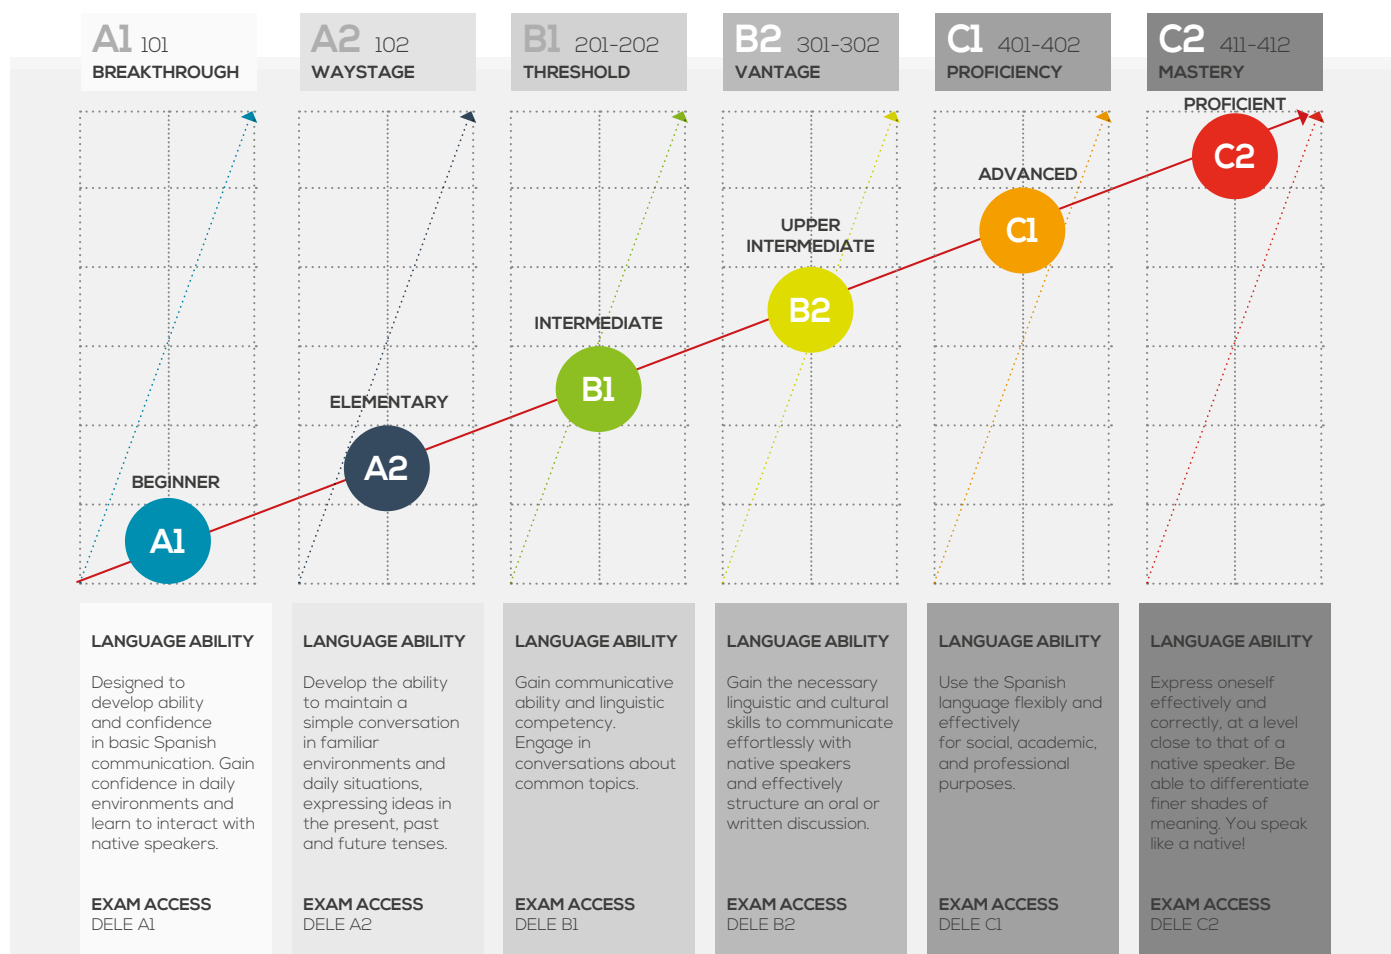 A1 101
BREAKTHROUGH
A2 102
WAYSTAGE
B1 201-202
THRESHOLD
B2 301-302
VANTAGE
C1 401-402
PROFICIENCY
C2 411-412
MASTERY
PROFICIENT
C2
ADVANCED
C1
UPPER
INTERMEDIATE
B2
INTERMEDIATE
B1
ELEMENTARY
A2
BEGINNER
A1
LANGUAGE ABILITY
Designed to
develop ability
and confidence
in basic Spanish
communication. Gain
confidence in daily
environments and
learn to interact with
native speakers.
EXAM ACCESS
DELE A1
LANGUAGE ABILITY
Develop the ability
to maintain a
simple conversation
in familiar
environments and
daily situations,
expressing ideas in
the present, past
and future tenses.
EXAM ACCESS
DELE A2
LANGUAGE ABILITY
Gain communicative
ability and linguistic
competency.
Engage in
conversations about
common topics.
EXAM ACCESS
DELE B1
LANGUAGE ABILITY
Gain the necessary
linguistic and cultural
skills to communicate
effortlessly with
native speakers
and effectively
structure an oral or
written discussion.
EXAM ACCESS
DELE B2
LANGUAGE ABILITY
Use the Spanish
language flexibly and
effectively
for social, academic,
and professional
purposes.
EXAM ACCESS
DELE C1
LANGUAGE ABILITY
Express oneself
effectively and
correctly, at a level
close to that of a
native speaker. Be
able to differentiate
finer shades of
meaning. You speak
like a native!
EXAM ACCESS
DELE C2